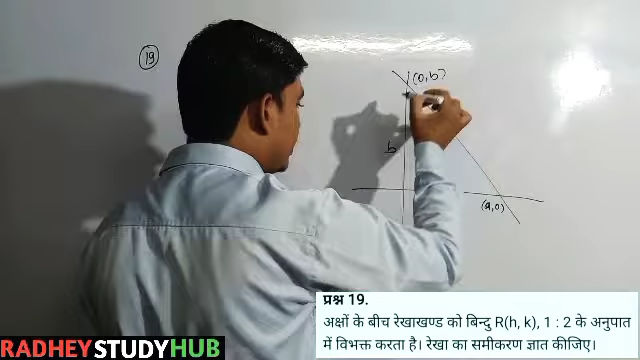 19
(0,b)
b
(a,0)
प्रश्न 19.
अक्षों के बीच रेखाखण्ड को बिन्दु R(h, k), 1 : 2 के अनुपात
में विभक्त करता है। रेखा का समीकरण ज्ञात कीजिए।
RADHEYSTUDYHUB